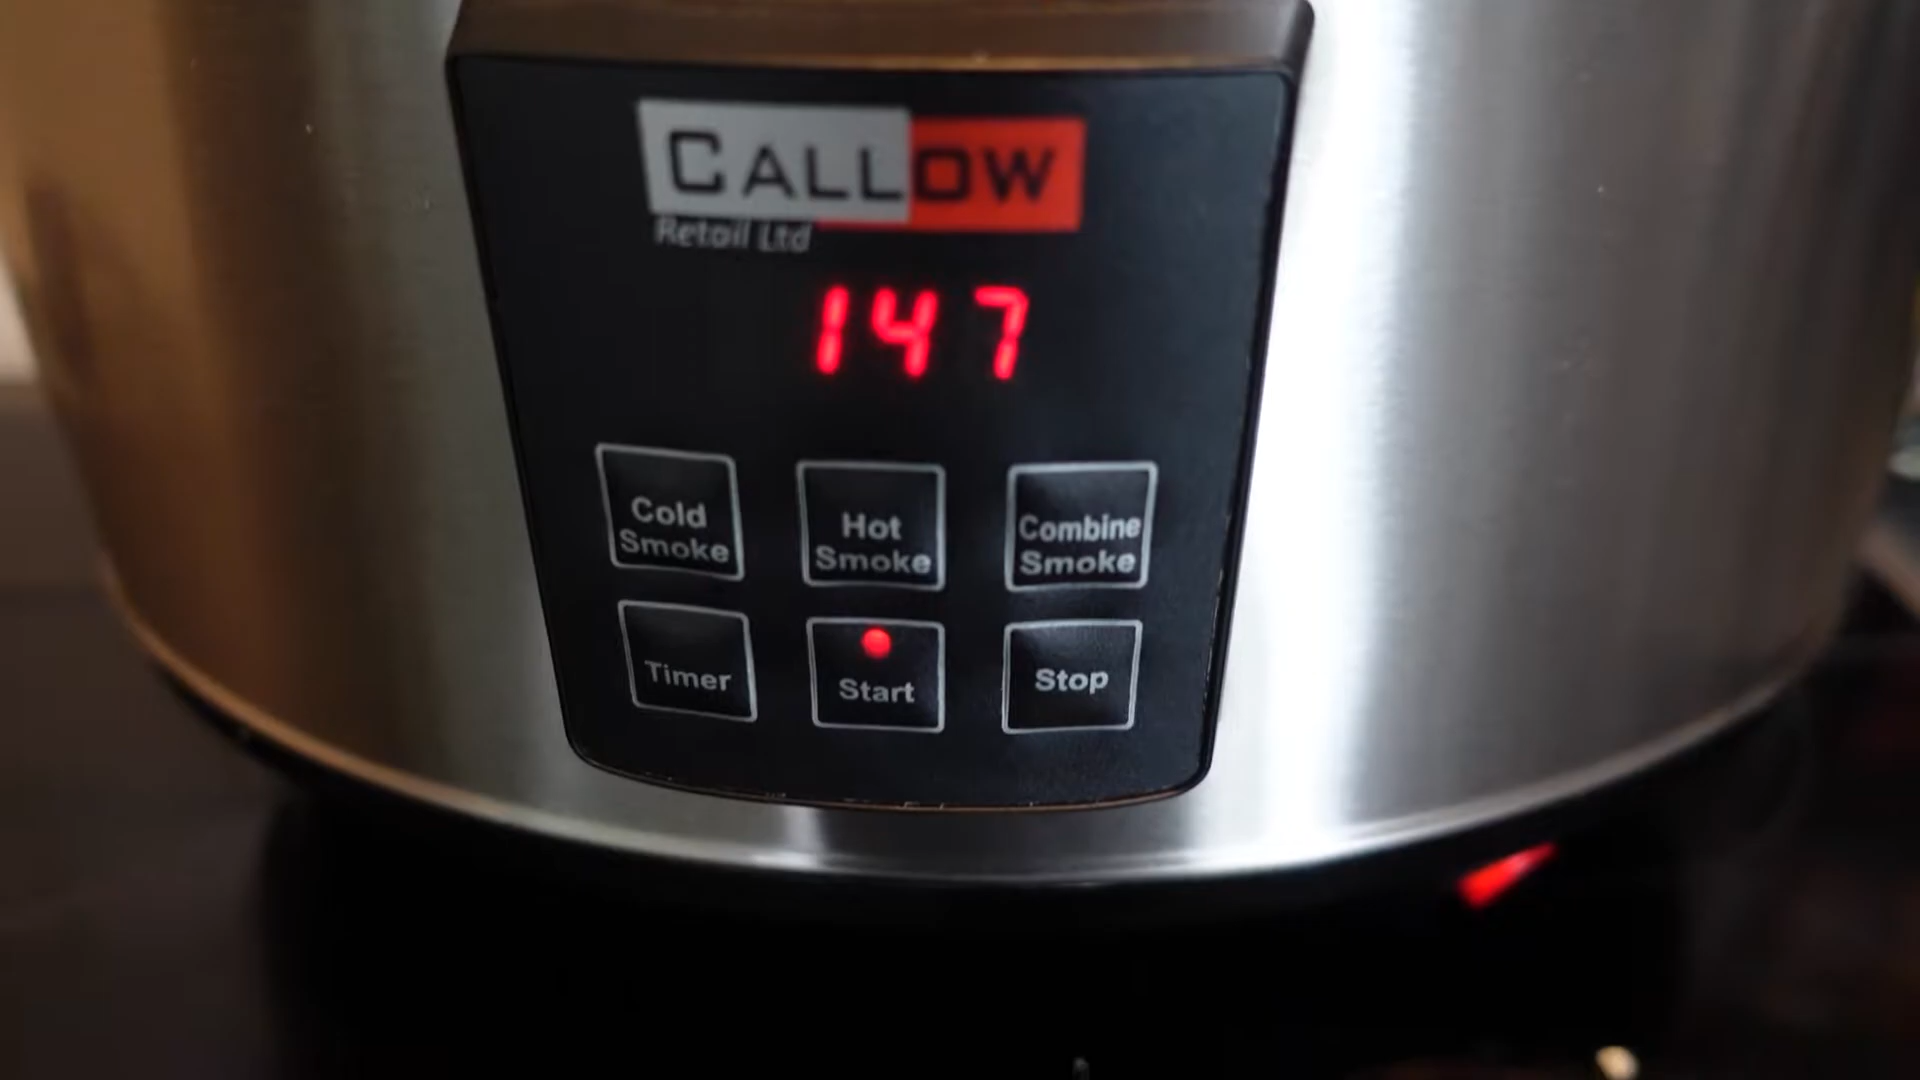 CALLOW
Retail Ltd
147
Cold Smoke
Hot Smoke
Combine Smoke
Timer
Start
Stop